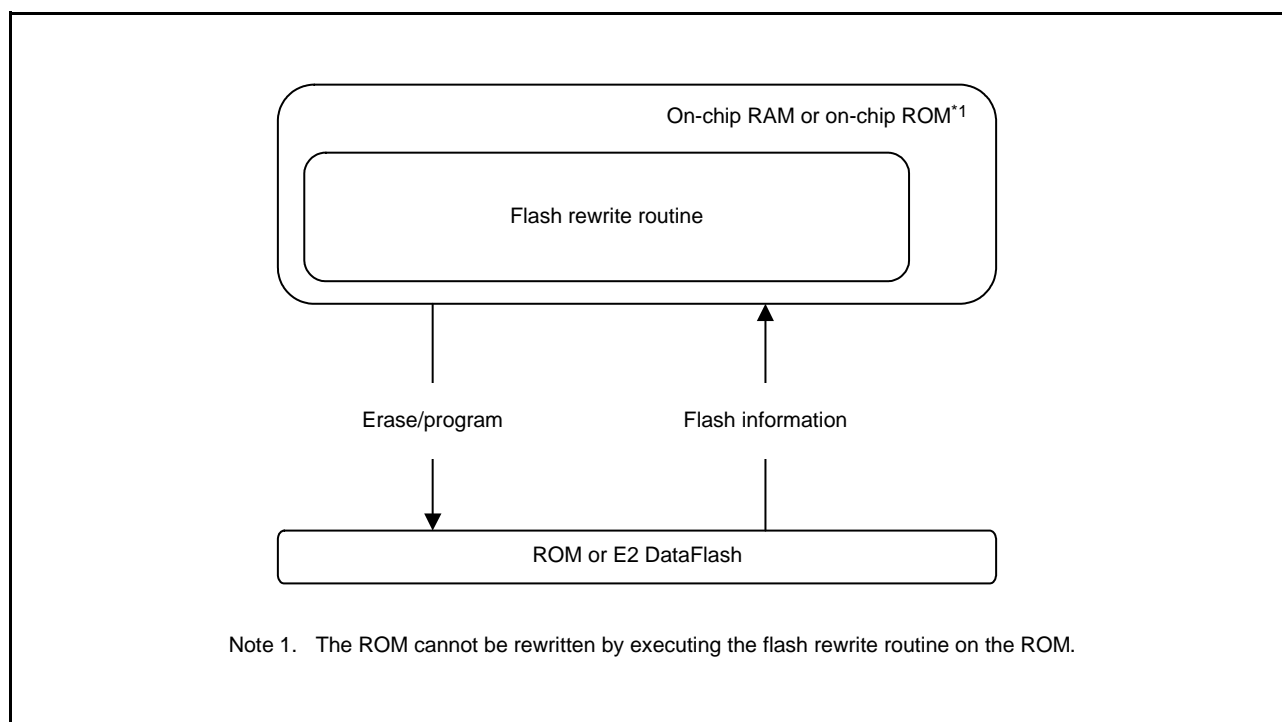 On-chip RAM or on-chip ROM*1
Flash rewrite routine
Erase/program
Flash information
ROM or E2 DataFlash
Note 1. The ROM cannot be rewritten by executing the flash rewrite routine on the ROM.